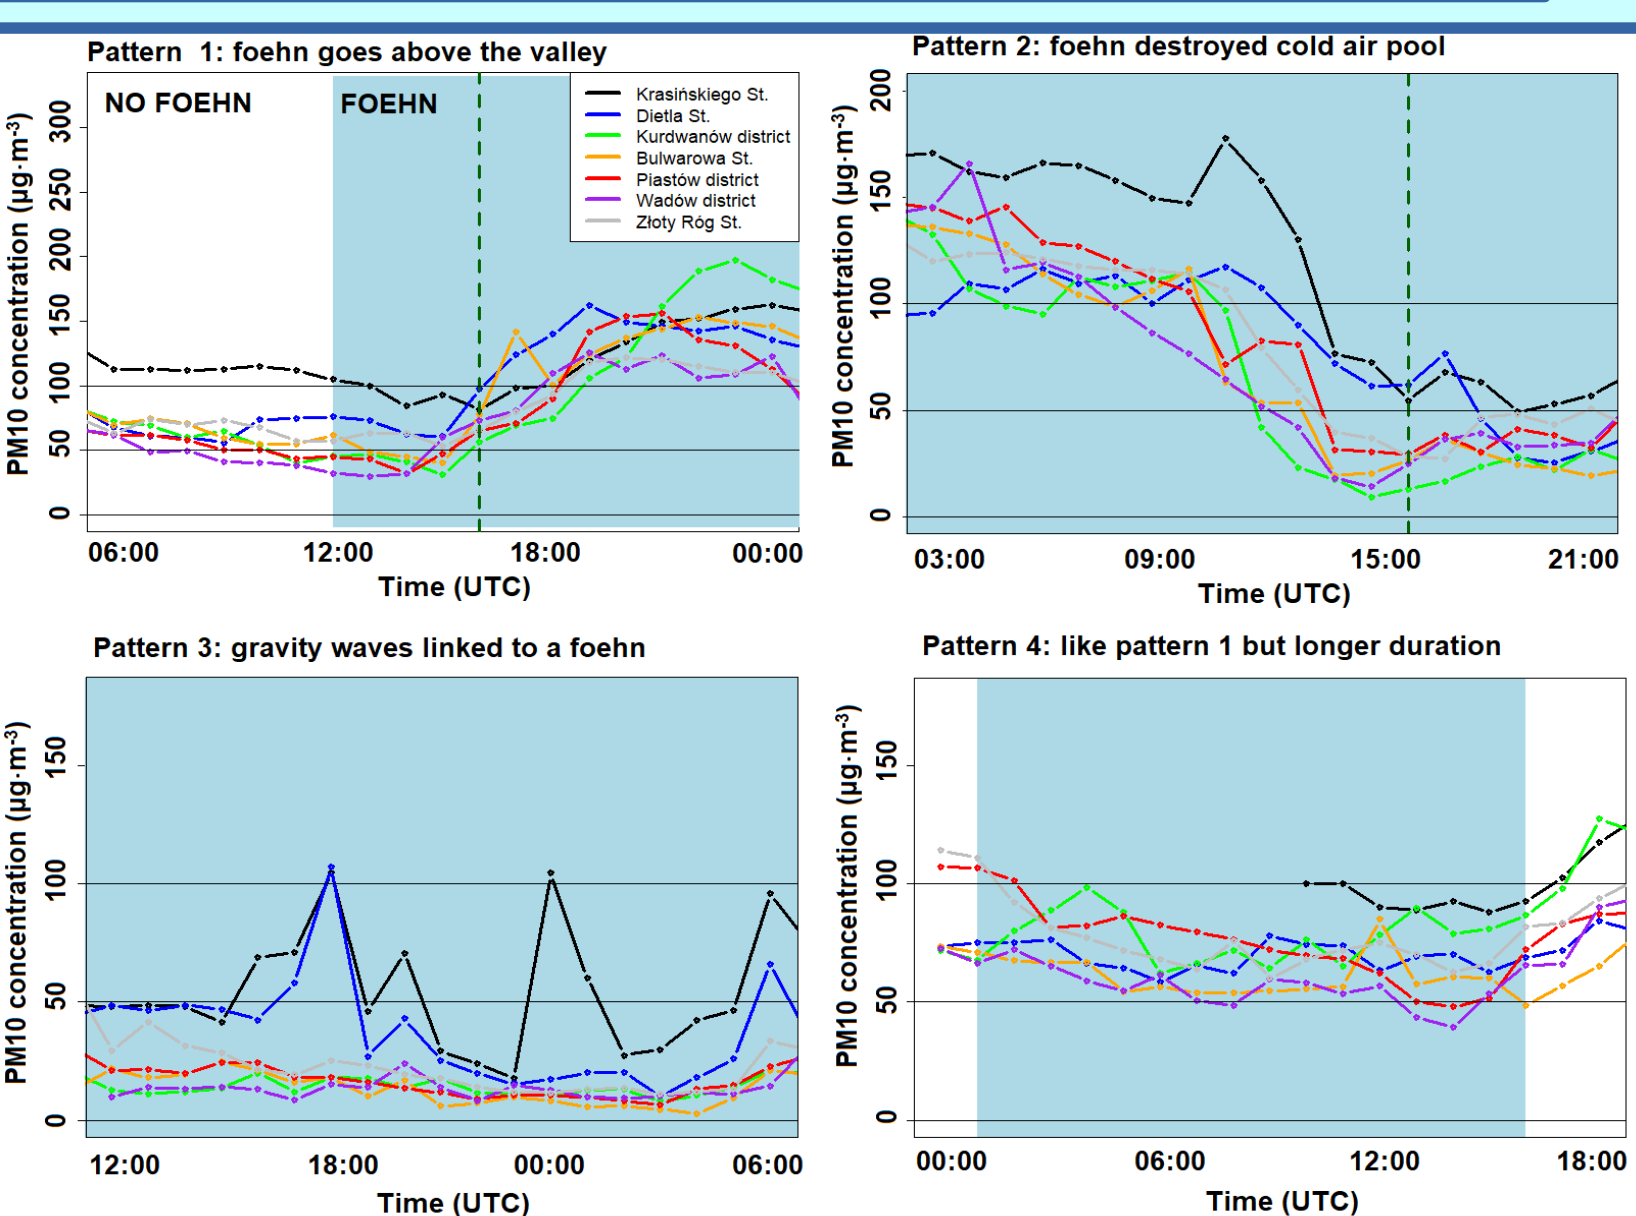 Pattern  1: foehn goes above the valley
NO FOEHN
FOEHN
Krasińskiego St.
Dietla St.
Kurdwanów district
Bulwarowa St.
Piastów district
Wadów district
Złoty Róg St.
PM10 concentration (µg·m-3)
300
250
200
150
100
50
0
06:00 12:00 18:00 00:00
Time (UTC)
Pattern 2: foehn destroyed cold air pool
PM10 concentration (µg·m-3)
200
150
100
50
0
03:00 09:00 15:00 21:00
Time (UTC)
Pattern 3: gravity waves linked to a foehn
PM10 concentration (µg·m-3)
150
100
50
0
12:00 18:00 00:00 06:00
Time (UTC)
Pattern 4: like pattern 1 but longer duration
PM10 concentration (µg·m-3)
150
100
50
0
00:00 06:00 12:00 18:00
Time (UTC)